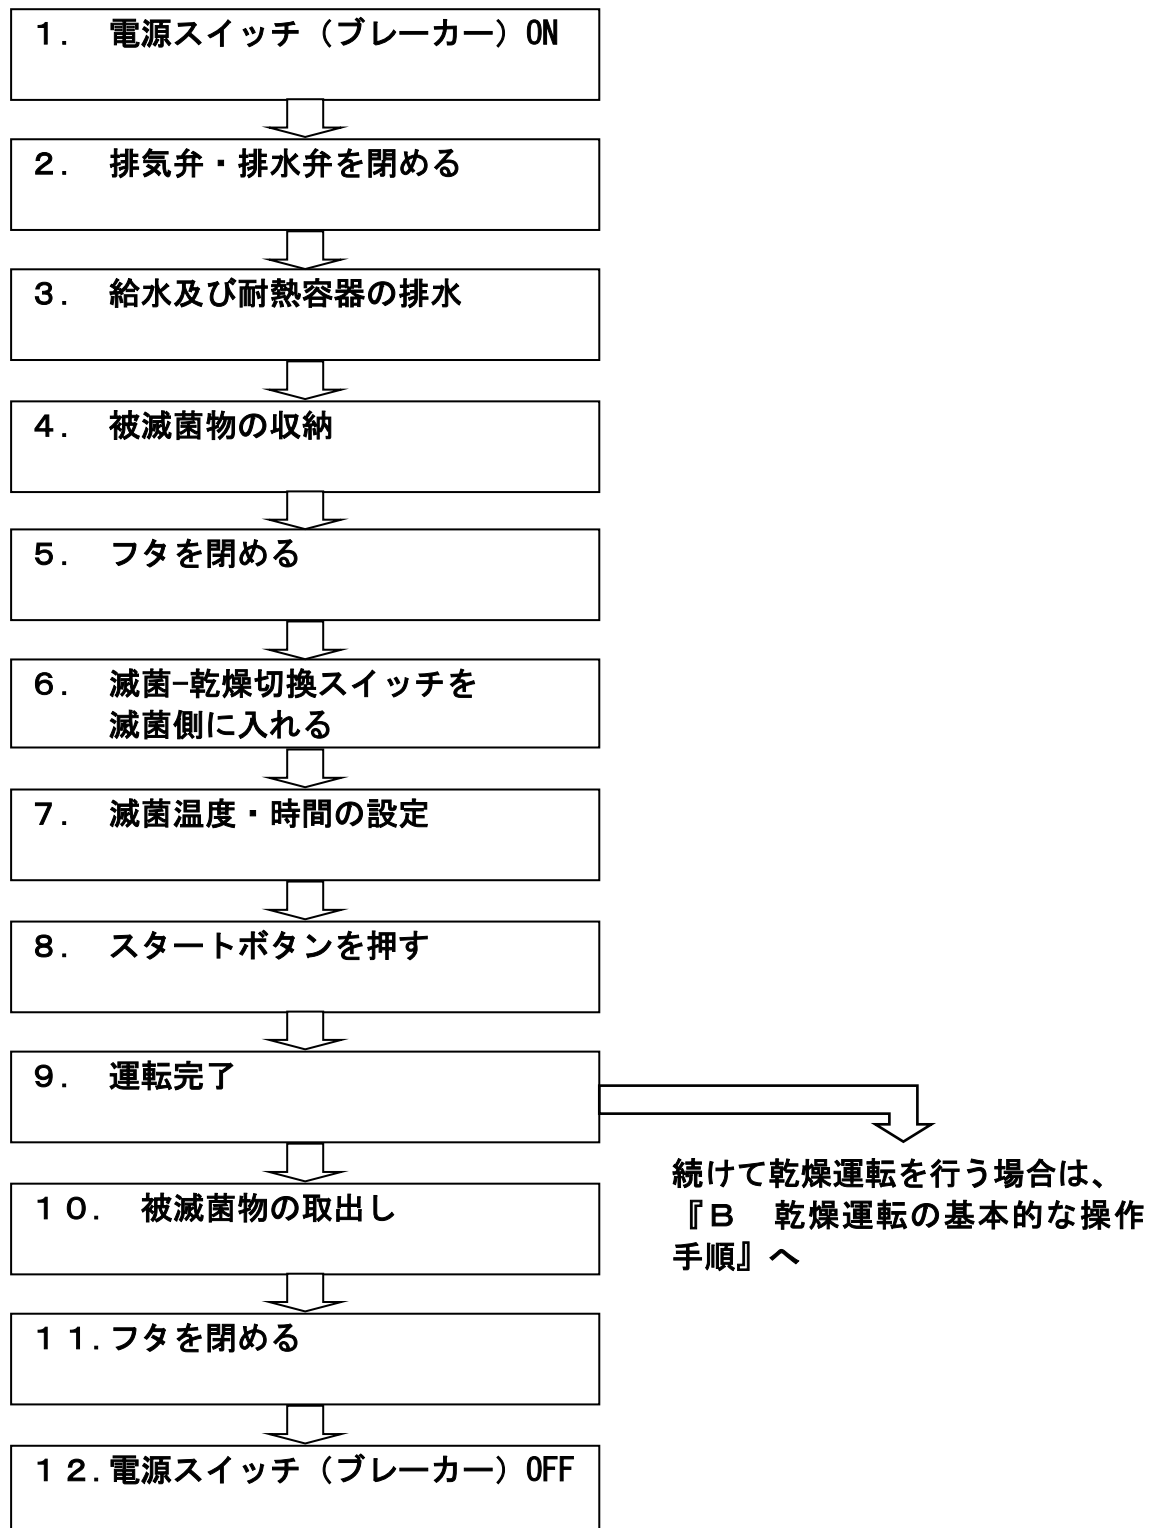 １．　電源スイッチ（ブレーカー）ON
２．　排気弁・排水弁を閉める
３．　給水及び耐熱容器の排水
４．　被滅菌物の収納
５．　フタを閉める
６．　滅菌-乾燥切換スイッチを
滅菌側に入れる
７．　滅菌温度・時間の設定
８．　スタートボタンを押す
９．　運転完了
続けて乾燥運転を行う場合は、
『Ｂ　乾燥運転の基本的な操作
手順』へ
１０．　被滅菌物の取出し
１１．フタを閉める
１２．電源スイッチ（ブレーカー）OFF